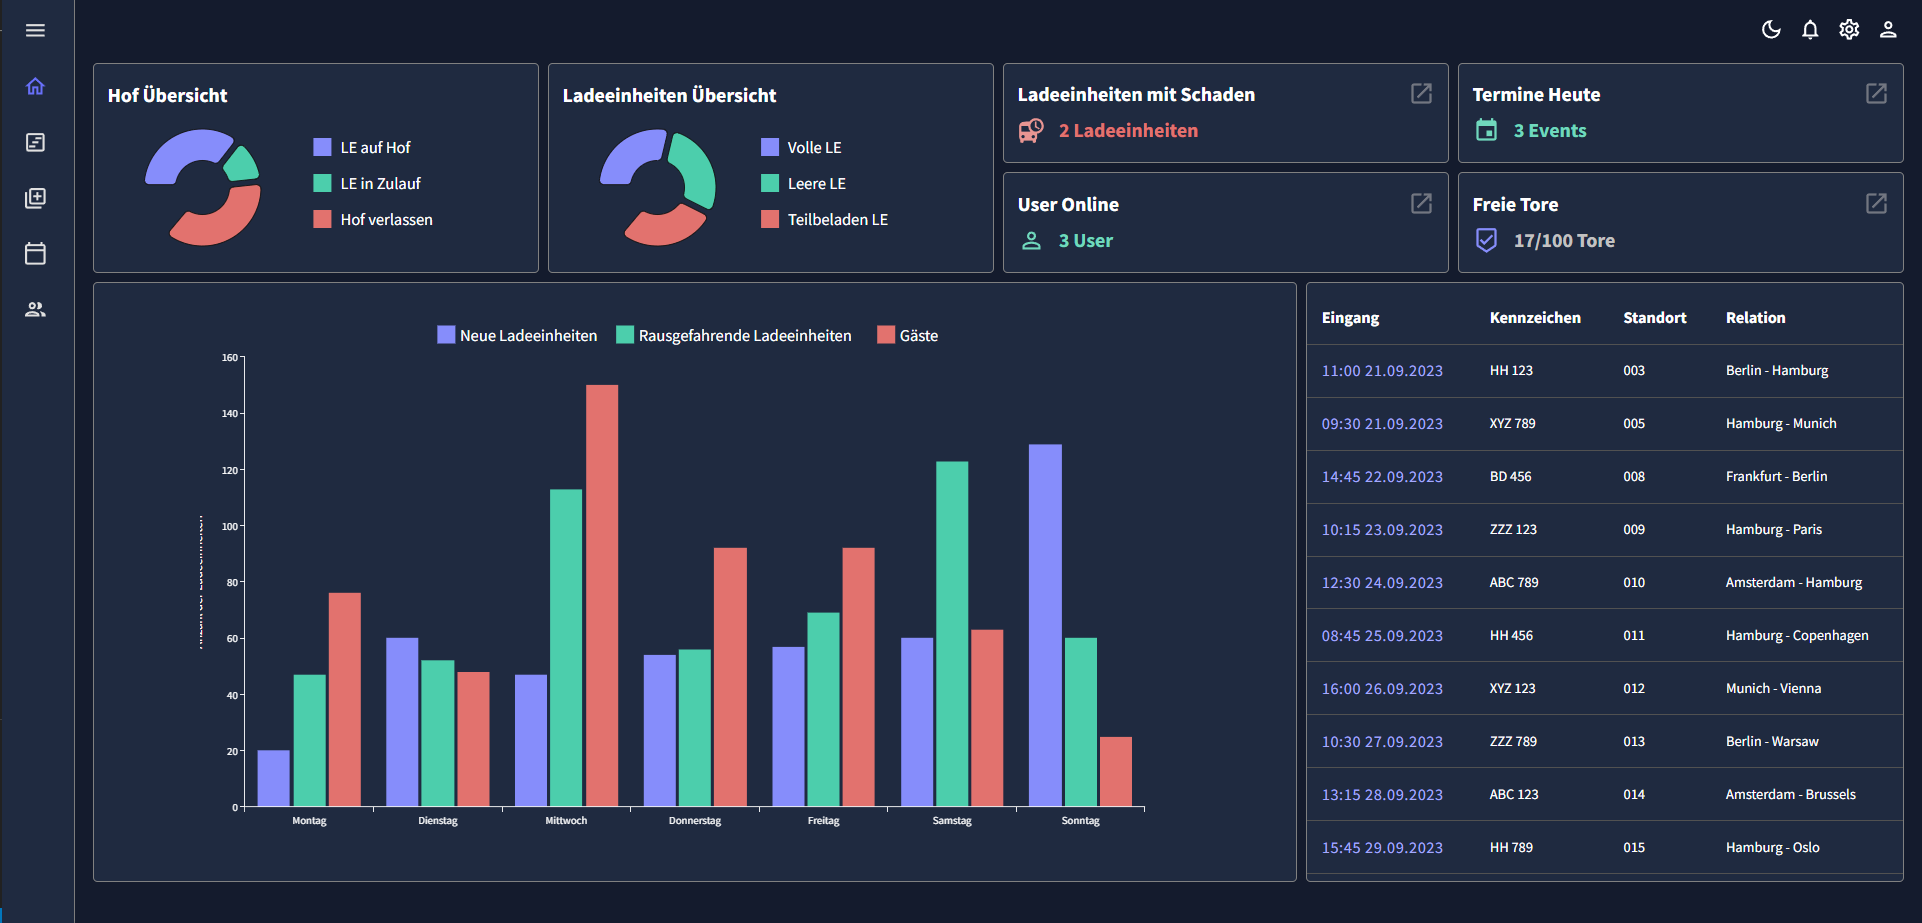 Hof Übersicht
LE auf Hof
LE in Zulauf
Hof verlassen
Ladeeinheiten Übersicht
Volle LE
Leere LE
Teilbeladen LE
Ladeeinheiten mit Schaden
2 Ladeeinheiten
Termine Heute
3 Events
User Online
3 User
Freie Tore
17/100 Tore
Neue Ladeeinheiten Rausgefahrende Ladeeinheiten Gäste
160
140
120
100
80
60
40
20
0
Montag Dienstag Mittwoch Donnerstag Freitag Samstag Sonntag
Eingang Kennzeichen Standort Relation
11:00 21.09.2023 HH 123 003 Berlin - Hamburg
09:30 21.09.2023 XYZ 789 005 Hamburg - Munich
14:45 22.09.2023 BD 456 008 Frankfurt - Berlin
10:15 23.09.2023 ZZZ 123 009 Hamburg - Paris
12:30 24.09.2023 ABC 789 010 Amsterdam - Hamburg
08:45 25.09.2023 HH 456 011 Hamburg - Copenhagen
16:00 26.09.2023 XYZ 123 012 Munich - Vienna
10:30 27.09.2023 ZZZ 789 013 Berlin - Warsaw
13:15 28.09.2023 ABC 123 014 Amsterdam - Brussels
15:45 29.09.2023 HH 789 015 Hamburg - Oslo